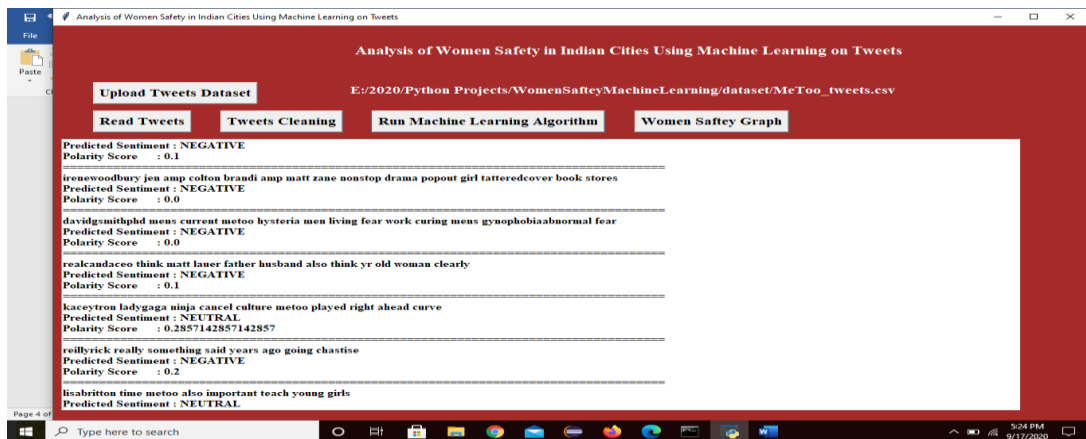 Analysis of Women Safety in Indian Cities Using Machine Learning on Tweets
File
Analysis of Women Safety in Indian Cities Using Machine Learning on Tweets
Paste
Upload Tweets Dataset
E:/2020/Python Projects/WomenSafteyMachineLearning/dataset/MeToo_tweets.csv
Read Tweets
Tweets Cleaning
Run Machine Learning Algorithm
Women Saftey Graph
Predicted Sentiment : NEGATIVE
Polarity Score : 0.1
irenewoodbury jen amp colton brandi amp matt zane nonstop drama popout girl tatteredcover book stores
Predicted Sentiment : NEGATIVE
Polarity Score : 0.0
davidgsmithphd mens current metoo hysteria men living fear work curing mens gynophobiaabnormal fear
Predicted Sentiment : NEGATIVE
Polarity Score : 0.0
realcandaceo think matt lauer father husband also think yr old woman clearly
Predicted Sentiment : NEGATIVE
Polarity Score : 0.1
kaceytron ladygaga ninja cancel culture metoo played right ahead curve
Predicted Sentiment : NEUTRAL
Polarity Score : 0.2857142857142857
reillyrick really something said years ago going chastise
Predicted Sentiment : NEGATIVE
Polarity Score : 0.2
lisabritton time metoo also important teach young girls
Predicted Sentiment : NEUTRAL
Page 4 of
Type here to search
5:24 PM
9/17/2020